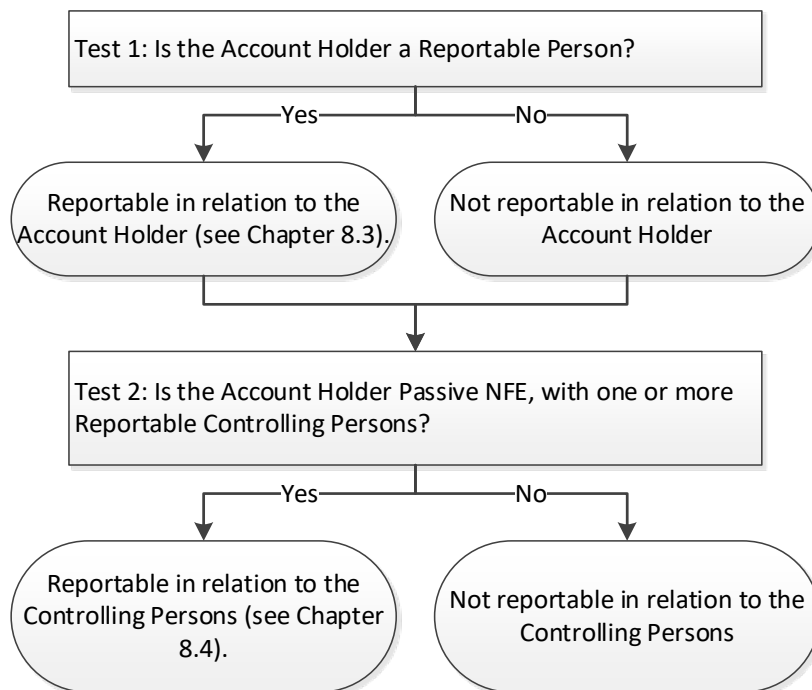 Test 1: Is the Account Holder a Reportable Person?
Yes
No
Reportable in relation to the
Account Holder (see Chapter 8.3).
Not reportable in relation to the
Account Holder
Test 2: Is the Account Holder Passive NFE, with one or more
Reportable Controlling Persons?
Yes
No
Reportable in relation to the
Controlling Persons (see Chapter
8.4).
Not reportable in relation to the
Controlling Persons